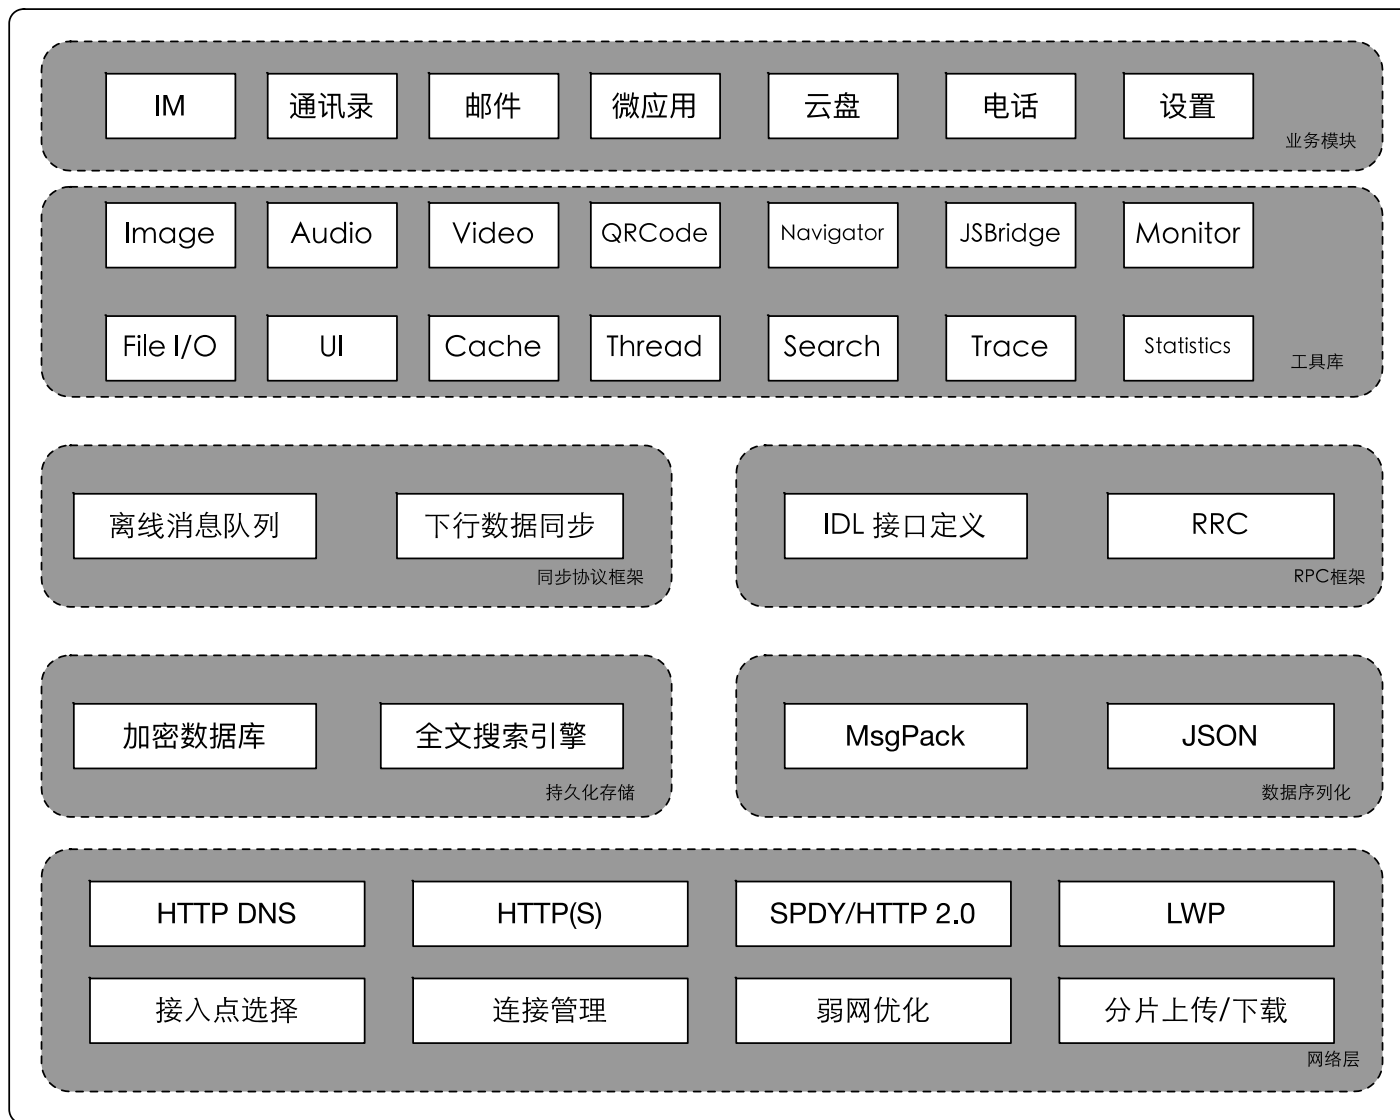 IM
通讯录
邮件
微应用
云盘
电话
设置
业务模块
Image
Audio
Video
QRCode
Navigator
JSBridge
Monitor
File I/O
UI
Cache
Thread
Search
Trace
Statistics
工具库
离线消息队列
下行数据同步
同步协议框架
IDL 接口定义
RRC
RPC框架
加密数据库
全文搜索引擎
持久化存储
MsgPack
JSON
数据序列化
HTTP DNS
HTTP(S)
SPDY/HTTP 2.0
LWP
接入点选择
连接管理
弱网优化
分片上传/下载
网络层